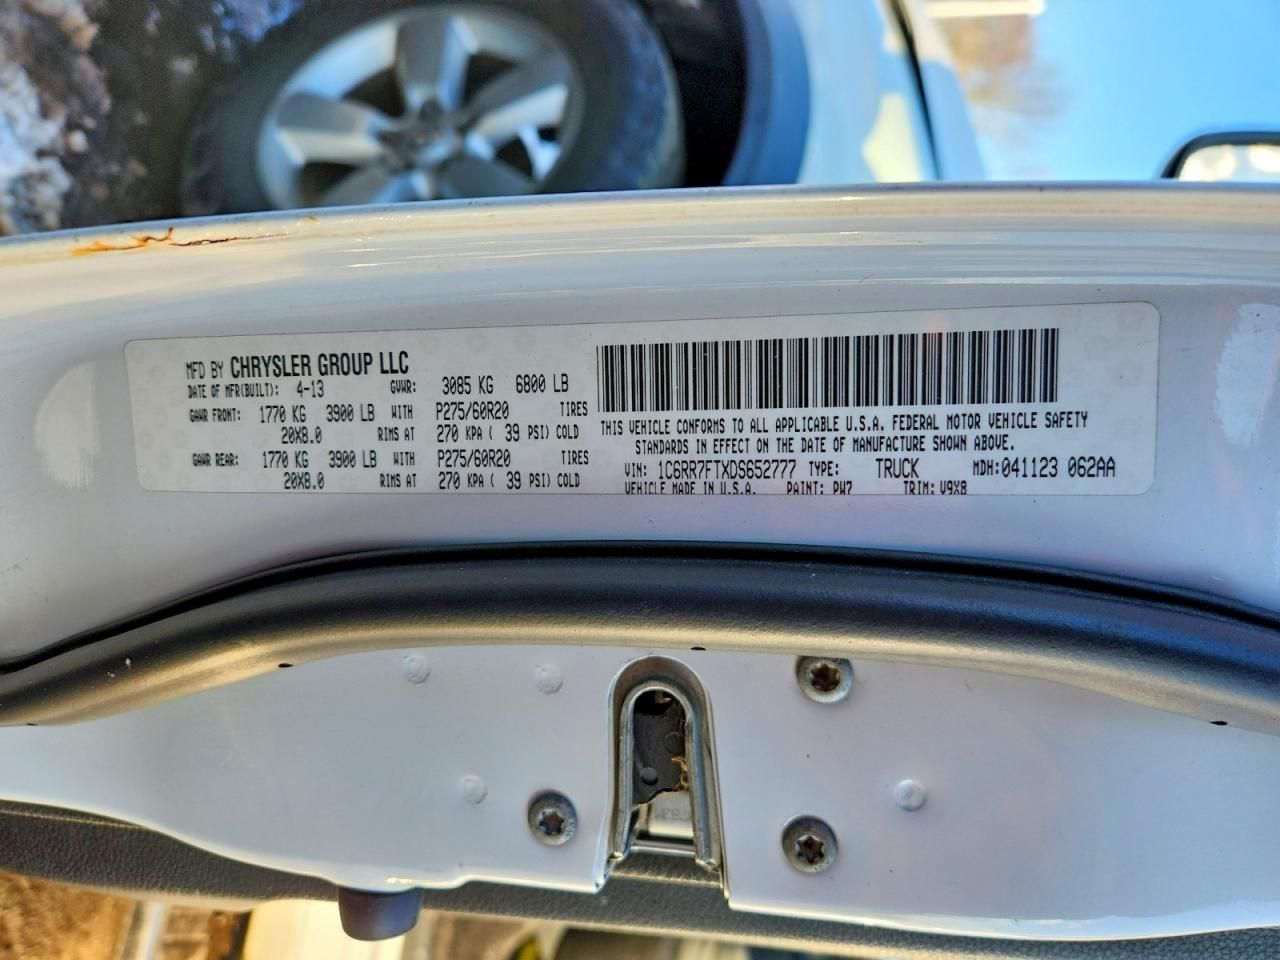 MFD BY CHRYSLER GROUP LLC
DATE OF MFR(BUILT): 4-13 GVWR: 3085 KG 6800 LB
GAWR FRONT: 1770 KG 3900 LB WITH P275/60R20 TIRES
20X8.0 RIMS AT 270 KPA ( 39 PSI) COLD
GAWR REAR: 1770 KG 3900 LB WITH P275/60R20 TIRES
20X8.0 RIMS AT 270 KPA ( 39 PSI) COLD
THIS VEHICLE CONFORMS TO ALL APPLICABLE U.S.A. FEDERAL MOTOR VEHICLE SAFETY
STANDARDS IN EFFECT ON THE DATE OF MANUFACTURE SHOWN ABOVE.
VIN: 1C6RR7FTXDS652777 TYPE: TRUCK MDH:041123 062AA
VEHICLE MADE IN U.S.A. PAINT: PW7 TRIM: V9X8